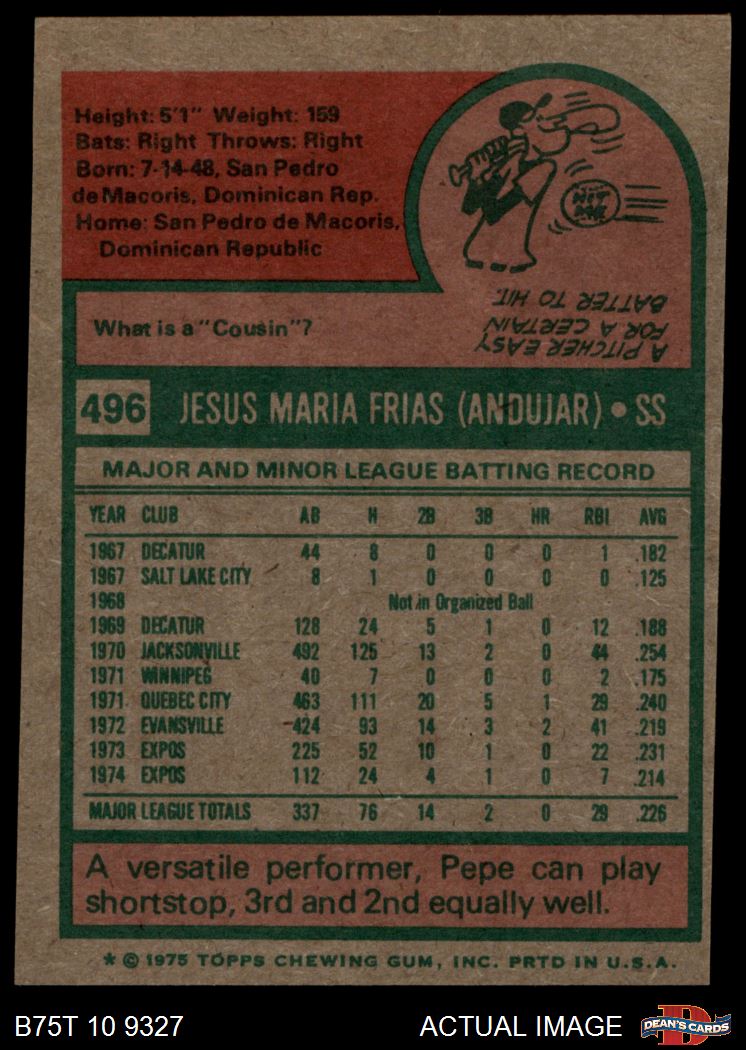 Height: 5'1" Weight: 159
Bats: Right Throws: Right
Born: 7-14-48, San Pedro
de Macoris, Dominican Rep.
Home: San Pedro de Macoris,
Dominican Republic
HIT ME
What is a "Cousin"?
A PITCHER EASY
FOR A CERTAIN
BATTER TO HIT.
496 JESUS MARIA FRIAS (ANDUJAR) • SS
MAJOR AND MINOR LEAGUE BATTING RECORD
YEAR CLUB AB H 2B 3B HR RBI AVG
1967 DECATUR 44 8 0 0 0 1 .182
1967 SALT LAKE CITY 8 1 0 0 0 0 .125
1968 Not in Organized Ball
1969 DECATUR 128 24 5 1 0 12 .188
1970 JACKSONVILLE 492 125 13 2 0 44 .254
1971 WINNIPEG 40 7 0 0 0 2 .175
1971 QUEBEC CITY 463 111 20 5 1 29 .240
1972 EVANSVILLE 424 93 14 3 2 41 .219
1973 EXPOS 225 52 10 1 0 22 .231
1974 EXPOS 112 24 4 1 0 7 .214
MAJOR LEAGUE TOTALS 337 76 14 2 0 29 .226
A versatile performer, Pepe can play
shortstop, 3rd and 2nd equally well.
* © 1975 TOPPS CHEWING GUM, INC. PRTD IN U.S.A.
B75T 10 9327 ACTUAL IMAGE
D
DEAN'S CARDS